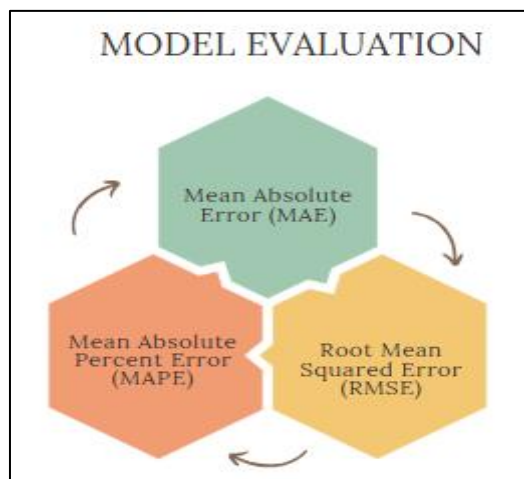 MODEL EVALUATION
Mean Absolute
Error (MAE)
Mean Absolute
Percent Error
(MAPE)
Root Mean
Squared Error
(RMSE)